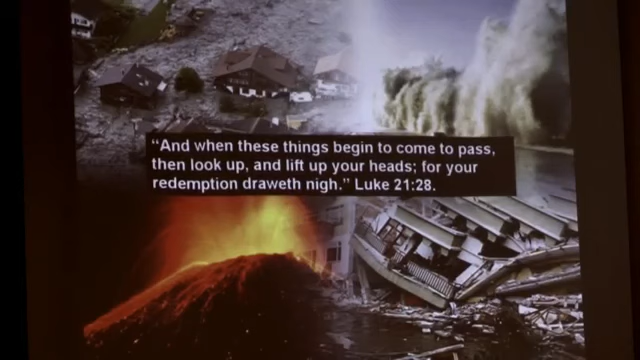 “And when these things begin to come to pass,
then look up, and lift up your heads; for your
redemption draweth nigh.” Luke 21:28.